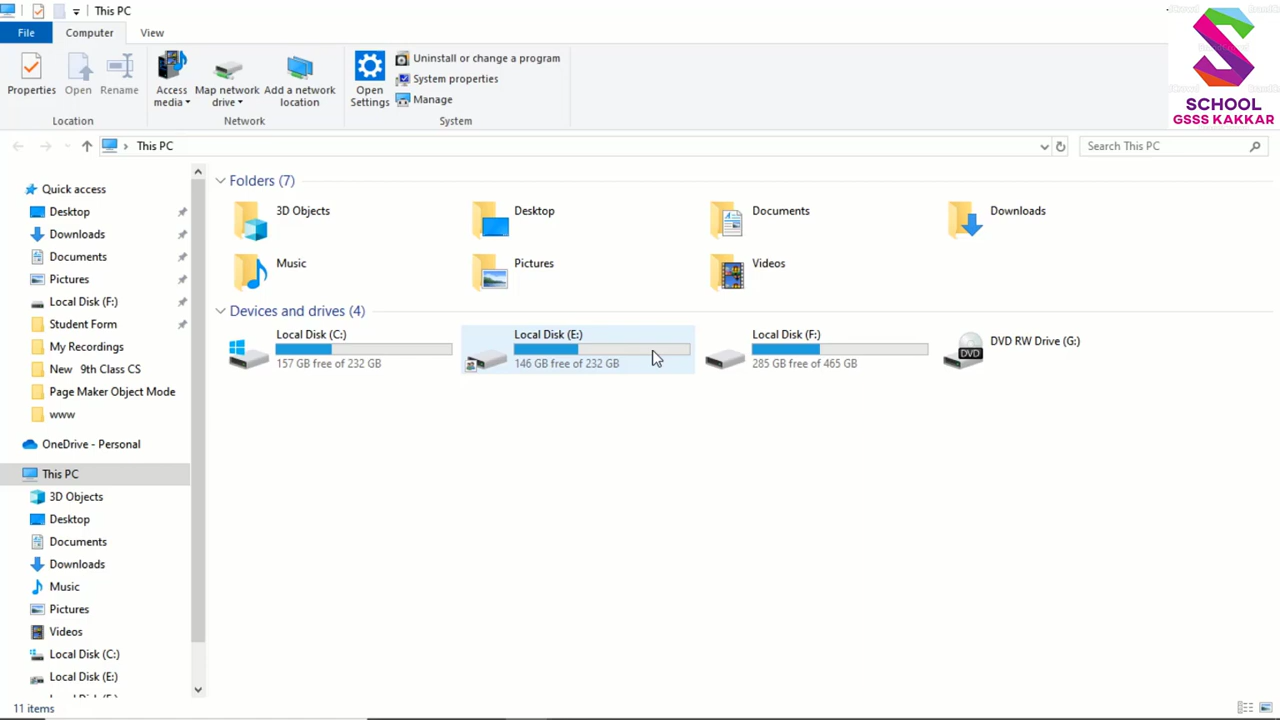 This PC
File
Computer
View
Properties
Open
Rename
Location
Access media
Map network drive
Add a network location
Network
Open Settings
Uninstall or change a program
System properties
Manage
System
SCHOOL
GSSS KAKKAR
This PC
Search This PC
Quick access
Desktop
Downloads
Documents
Pictures
Local Disk (F:)
Student Form
My Recordings
New 9th Class CS
Page Maker Object Mode
www
OneDrive - Personal
This PC
3D Objects
Desktop
Documents
Downloads
Music
Pictures
Videos
Local Disk (C:)
Local Disk (E:)
Folders (7)
3D Objects
Desktop
Documents
Downloads
Music
Pictures
Videos
Devices and drives (4)
Local Disk (C:)
157 GB free of 232 GB
Local Disk (E:)
146 GB free of 232 GB
Local Disk (F:)
285 GB free of 465 GB
DVD RW Drive (G:)
DVD
11 items